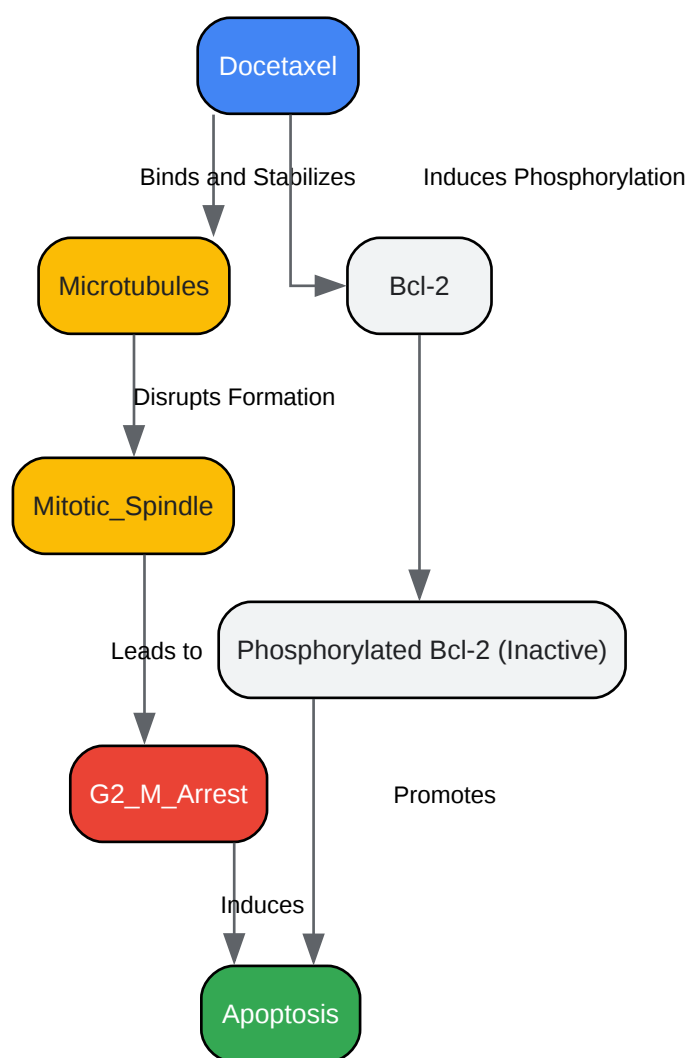 Docetaxel
Binds and Stabilizes
Induces Phosphorylation
Microtubules
Bcl-2
Disrupts Formation
Mitotic_Spindle
Leads to
Phosphorylated Bcl-2 (Inactive)
G2_M_Arrest
Promotes
Induces
Apoptosis